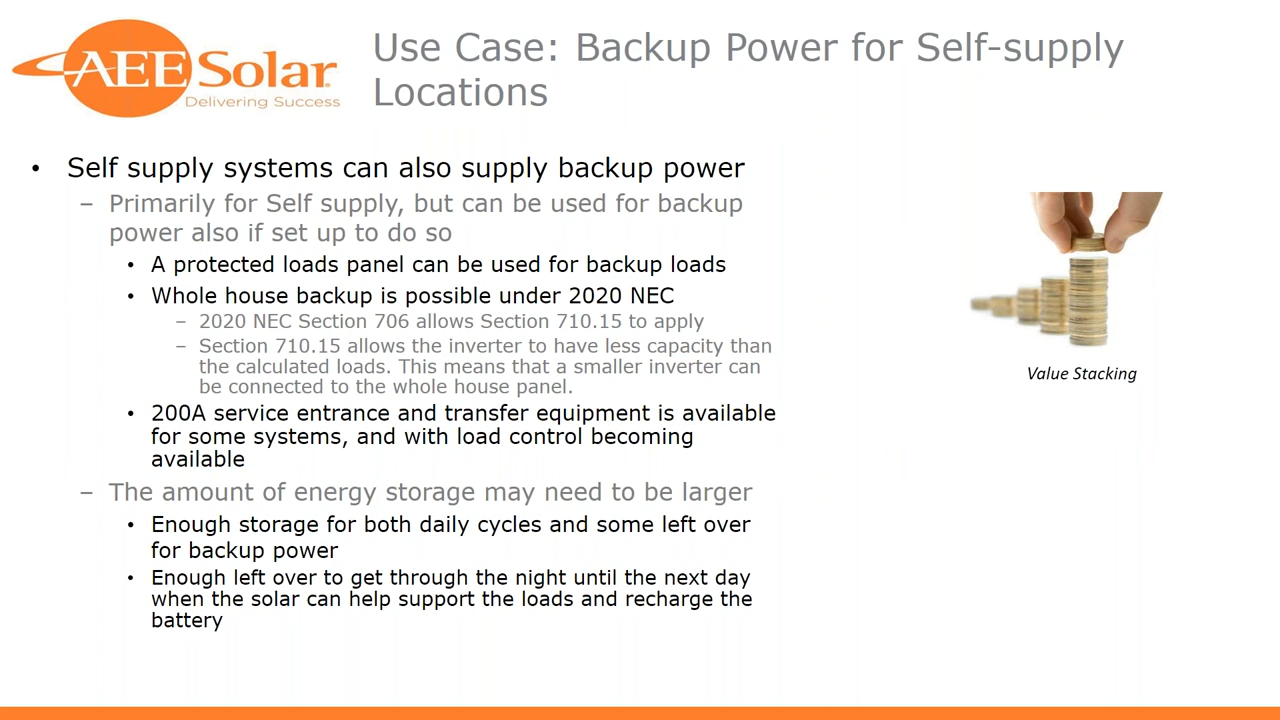 AEE Solar
Delivering Success
Use Case: Backup Power for Self-supply
Locations
• Self supply systems can also supply backup power
– Primarily for Self supply, but can be used for backup
power also if set up to do so
• A protected loads panel can be used for backup loads
• Whole house backup is possible under 2020 NEC
– 2020 NEC Section 706 allows Section 710.15 to apply
– Section 710.15 allows the inverter to have less capacity than
the calculated loads. This means that a smaller inverter can
be connected to the whole house panel.
• 200A service entrance and transfer equipment is available
for some systems, and with load control becoming
available
– The amount of energy storage may need to be larger
• Enough storage for both daily cycles and some left over
for backup power
• Enough left over to get through the night until the next day
when the solar can help support the loads and recharge the
battery
Value Stacking